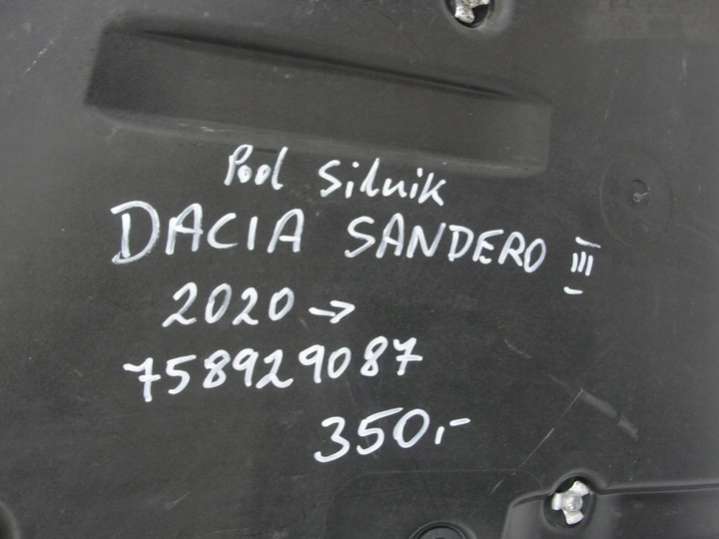 Pod Silnik
DACIA SANDERO III
2020 →
758929087
350,-